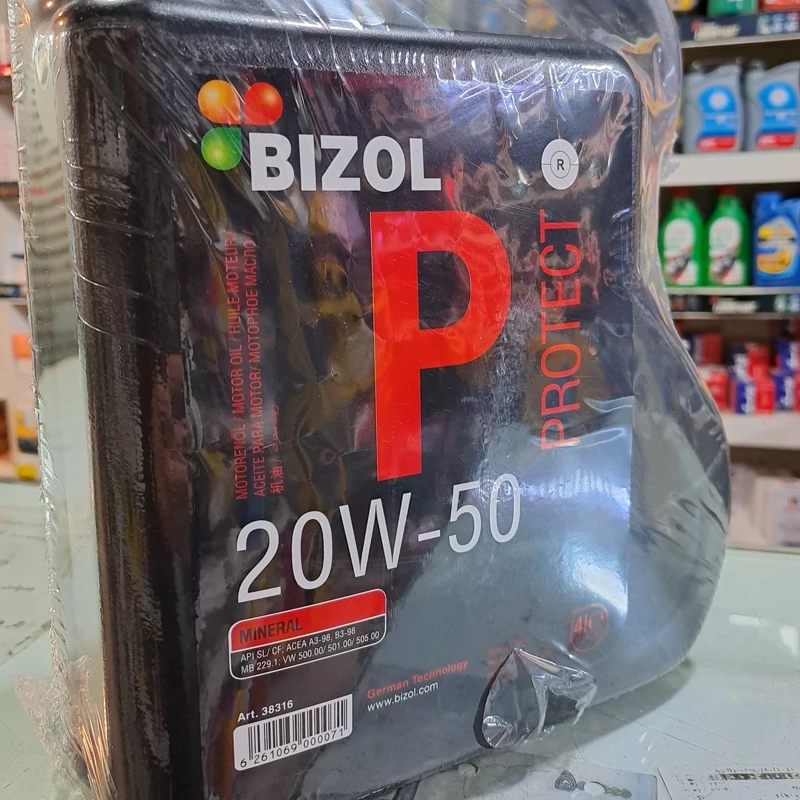 BIZOL
R
P
PROTECT
MOTORENÖL / MOTOR OIL / HUILE MOTEUR /
ACEITE PARA MOTOR / МОТОРНОЕ МАСЛО /
机油 /
20W-50
MINERAL
API SL/ CF; ACEA A3-98, B3-98
MB 229.1; VW 500.00/ 501.00/ 505.00
Art. 38316
German Technology
www.bizol.com
6 261069 000071